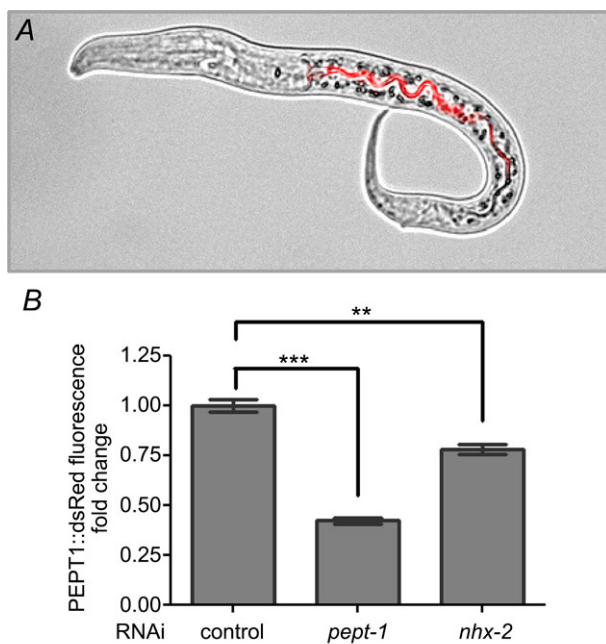 A
B
**
***
1.25
1.00
0.75
0.50
0.25
0.00
PEPT1::dsRed fluorescence
fold change
RNAi control pept-1 nhx-2